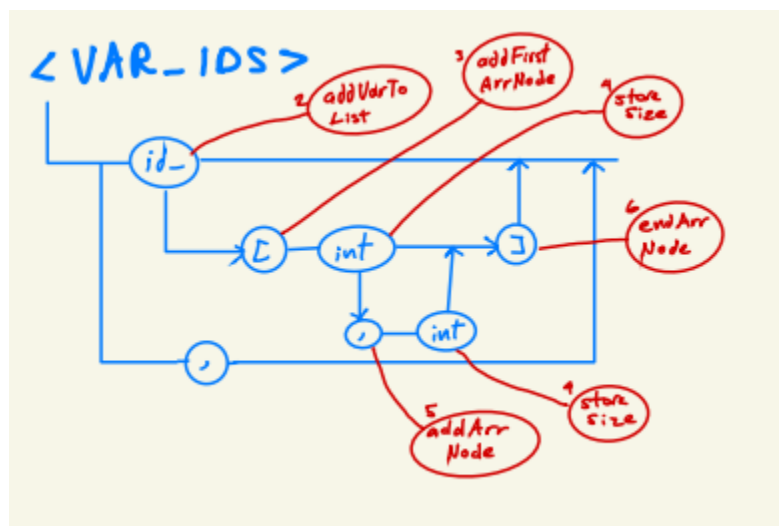 <VAR_IDS>
2 addVarTo
List
3 addFirst
ArrNode
4 store
size
id_
[
int
]
6 endArr
Node
,
int
,
5 addArr
Node
4 store
size